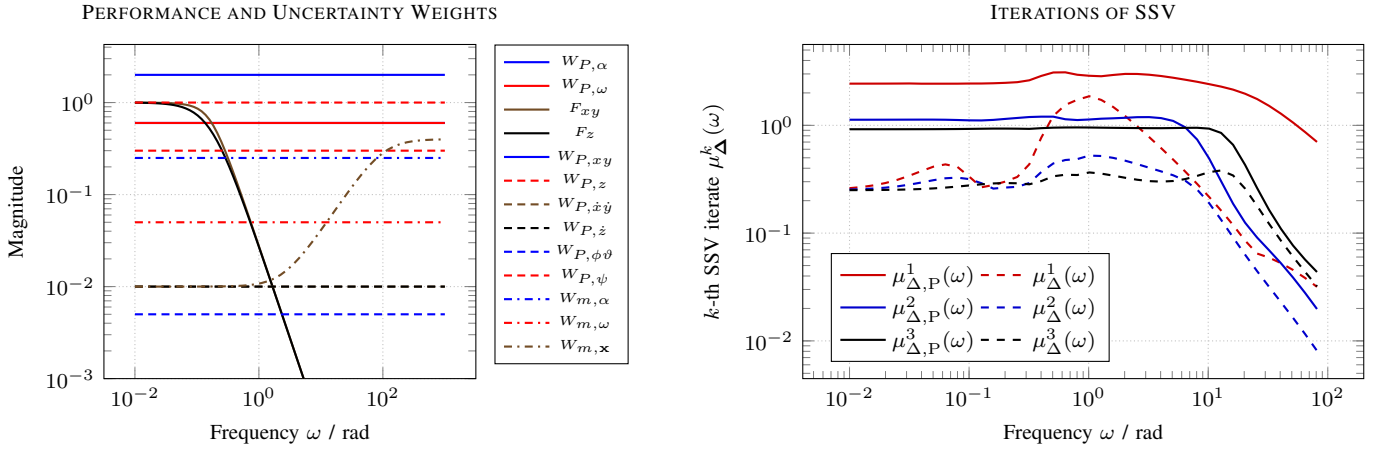 PERFORMANCE AND UNCERTAINTY WEIGHTS
Magnitude
10^0
10^{-1}
10^{-2}
10^{-3}
10^{-2}
10^0
10^2
Frequency ω / rad
W_{P,α}
W_{P,ω}
F_{xy}
F_z
W_{P,xy}
W_{P,z}
W_{P,ẋẏ}
W_{P,ż}
W_{P,ϕϑ}
W_{P,ψ}
W_{m,α}
W_{m,ω}
W_{m,𝐱}
ITERATIONS OF SSV
k-th SSV iterate μ^k_𝚫(ω)
10^0
10^{-1}
10^{-2}
μ^1_{Δ,P}(ω) μ^1_Δ(ω)
μ^2_{Δ,P}(ω) μ^2_Δ(ω)
μ^3_{Δ,P}(ω) μ^3_Δ(ω)
10^{-2}
10^{-1}
10^0
10^1
10^2
Frequency ω / rad